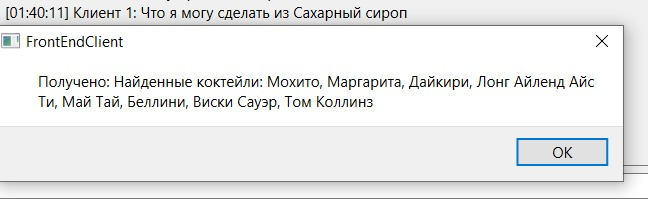 [01:40:11] Клиент 1: Что я могу сделать из Сахарный сироп
FrontEndClient
Получено: Найденные коктейли: Мохито, Маргарита, Дайкири, Лонг Айленд Айс
Ти, Май Тай, Беллини, Виски Сауэр, Том Коллинз
OK